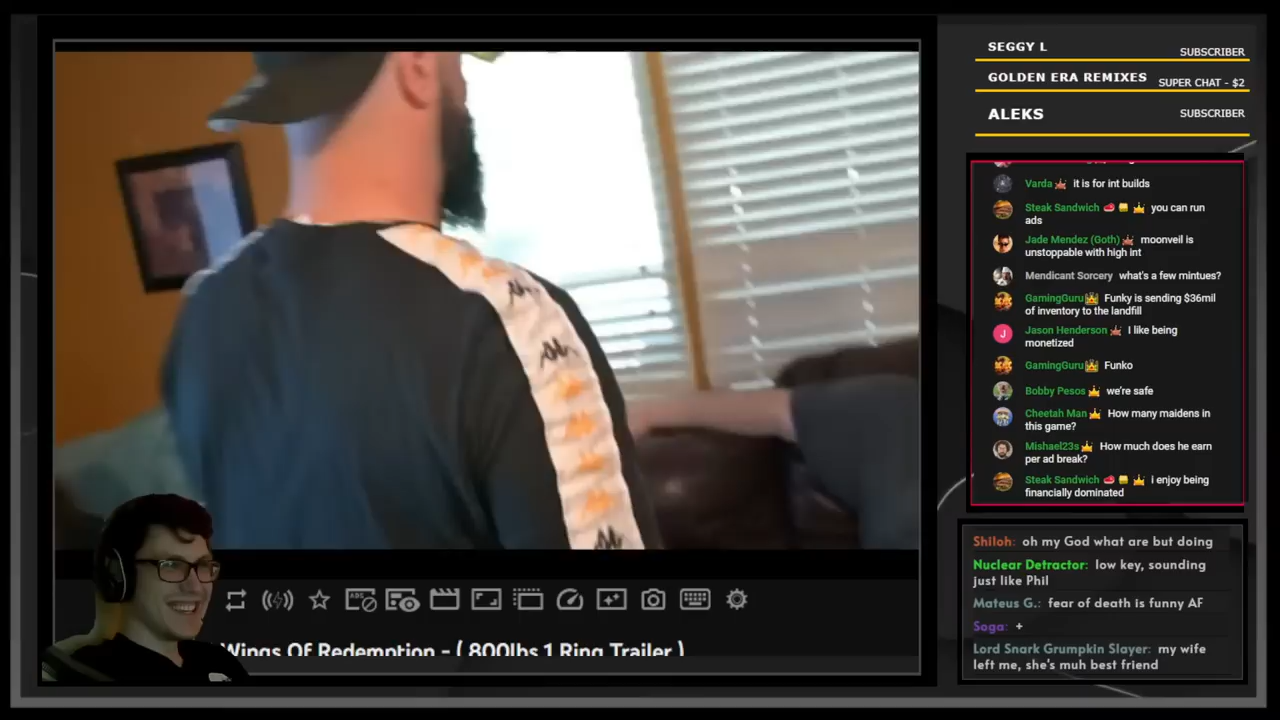 SEGGY L
SUBSCRIBER
GOLDEN ERA REMIXES
SUPER CHAT - $2
ALEKS
SUBSCRIBER
Varda it is for int builds
Steak Sandwich you can run
ads
Jade Mendez (Goth) moonveil is
unstoppable with high int
Mendicant Sorcery what's a few mintues?
GamingGuru Funky is sending $36mil
of inventory to the landfill
J Jason Henderson I like being
monetized
GamingGuru Funko
Bobby Pesos we're safe
Cheetah Man How many maidens in
this game?
Mishael23s How much does he earn
per ad break?
Steak Sandwich i enjoy being
financially dominated
Shiloh: oh my God what are but doing
Nuclear Detractor: low key, sounding
just like Phil
Mateus G.: fear of death is funny AF
Soga: +
Lord Snark Grumpkin Slayer: my wife
left me, she's muh best friend
ADS
Wings Of Redemption - ( 800lbs 1 Ring Trailer )